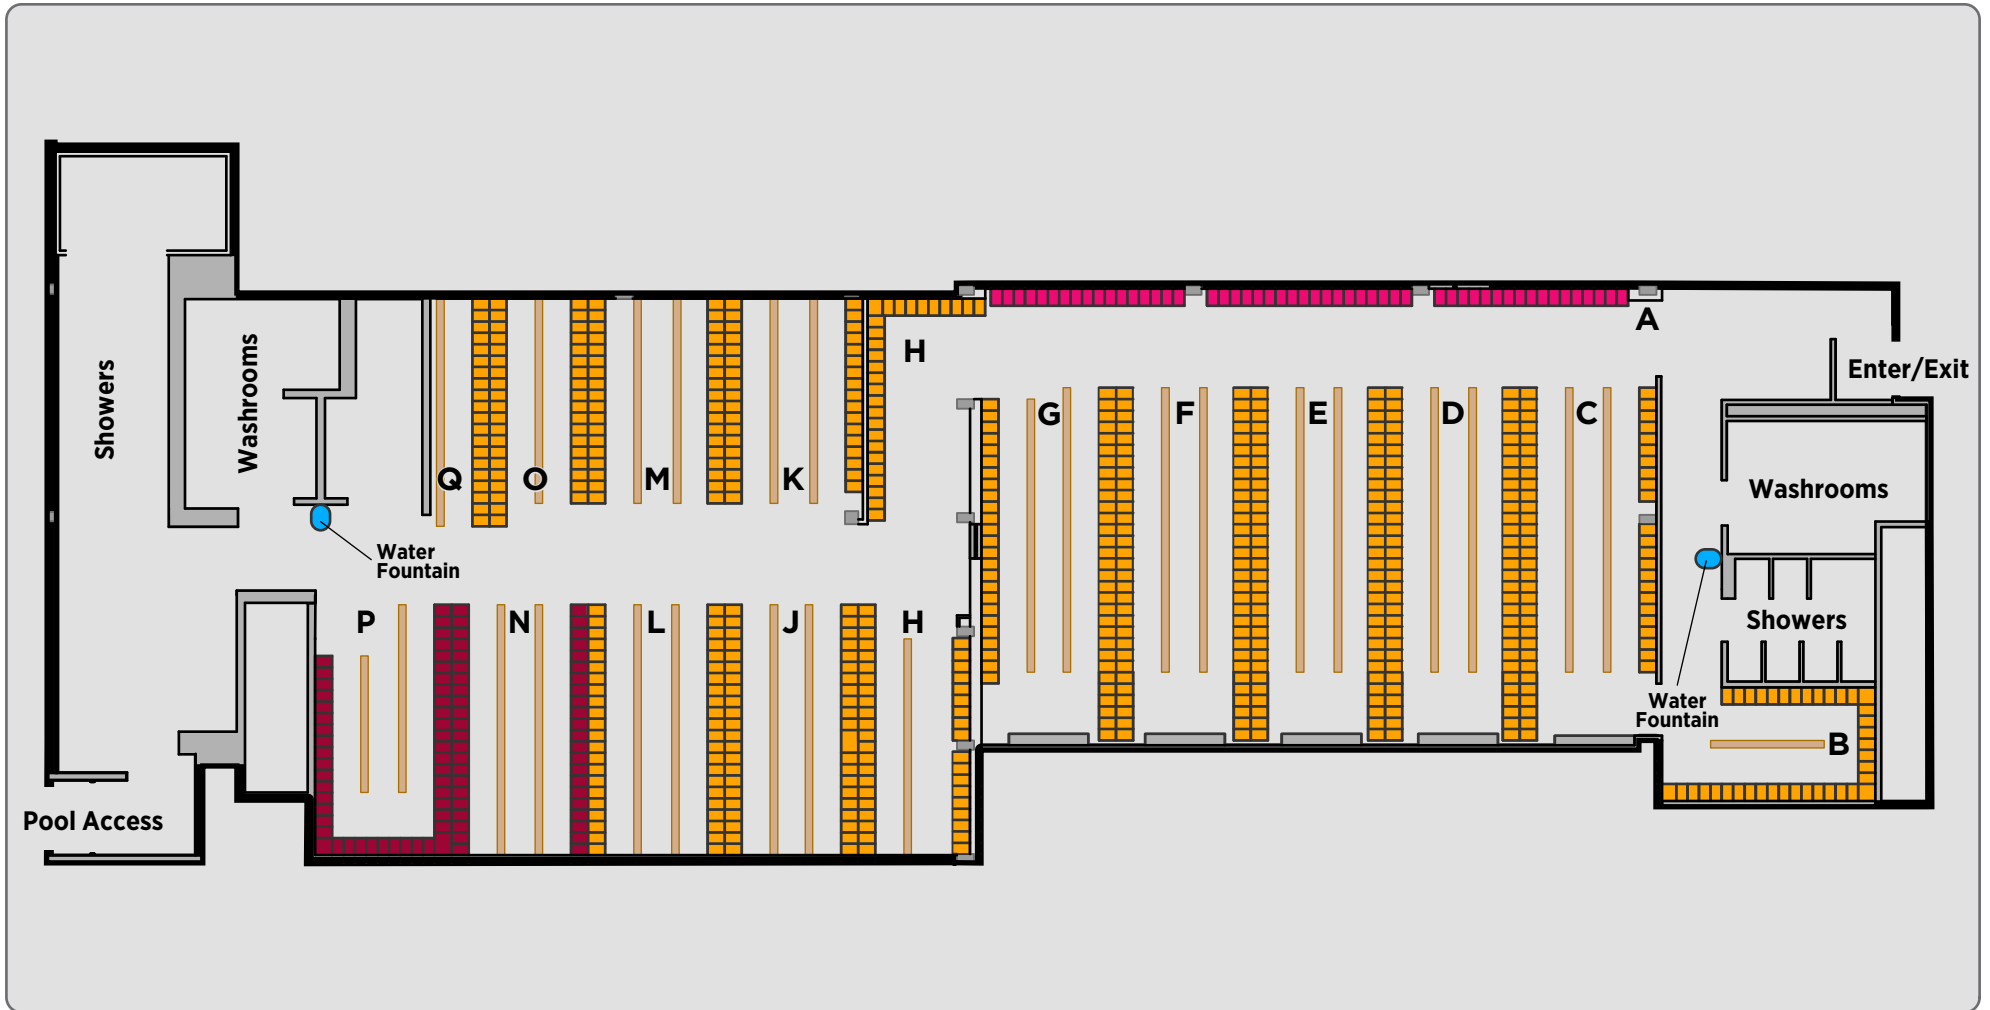 A
H
Enter/Exit
Showers
Washrooms
G
F
E
D
C
Q
O
M
K
Washrooms
Water
Fountain
P
N
L
J
H
Showers
Water
Fountain
B
Pool Access